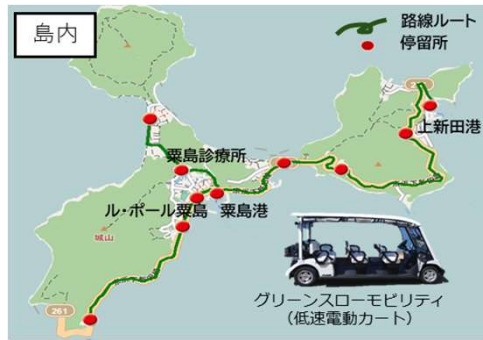 島内
路線ルート
停留所
上新田港
粟島診療所
ル・ポール粟島
粟島港
城山
261
グリーンスローモビリティ
（低速電動カート）